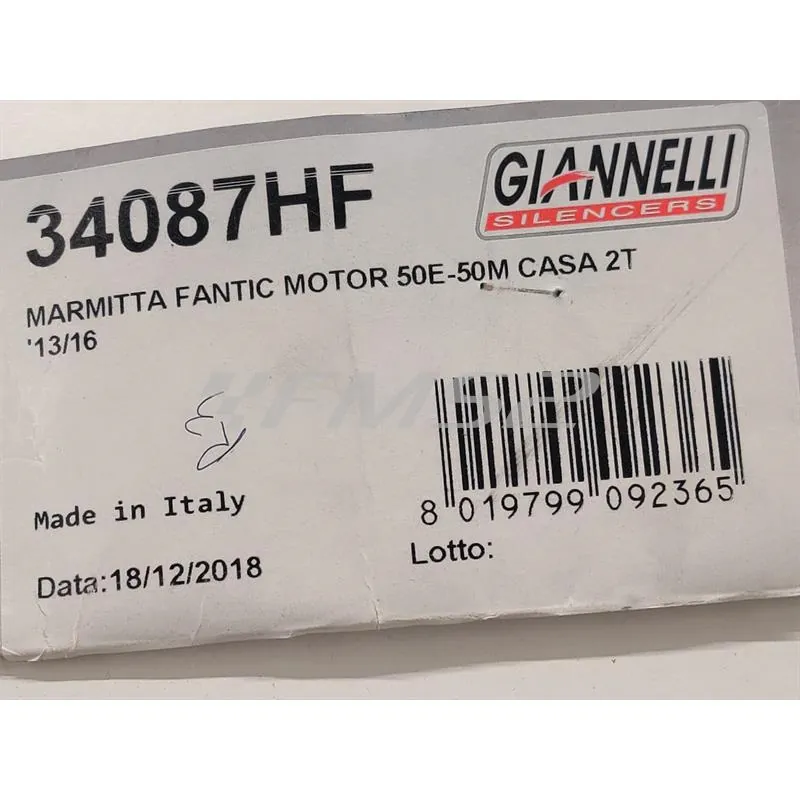 34087HF
GIANNELLI
SILENCERS
MARMITTA FANTIC MOTOR 50E-50M CASA 2T
'13/16
Made in Italy
8 019799 092365
Data:18/12/2018
Lotto: